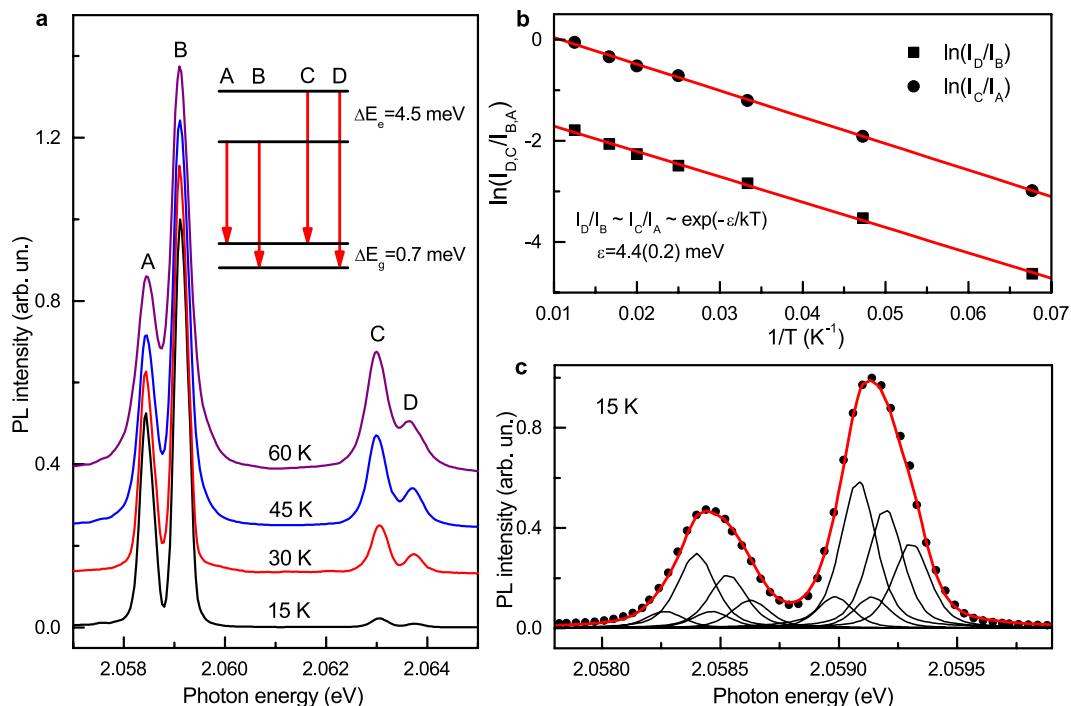 a
PL intensity (arb. un.)
1.2
0.8
0.4
0.0
A
B
C
D
A B C D
ΔEe=4.5 meV
ΔEg=0.7 meV
60 K
45 K
30 K
15 K
2.058 2.060 2.062 2.064
Photon energy (eV)
b
ln(ID,C/IB,A)
0
-2
-4
ln(ID/IB)
ln(IC/IA)
ID/IB ~ IC/IA ~ exp(-ε/kT)
ε=4.4(0.2) meV
0.01 0.02 0.03 0.04 0.05 0.06 0.07
1/T (K⁻¹)
c
15 K
PL intensity (arb. un.)
0.8
0.4
0.0
2.0580 2.0585 2.0590 2.0595
Photon energy (eV)